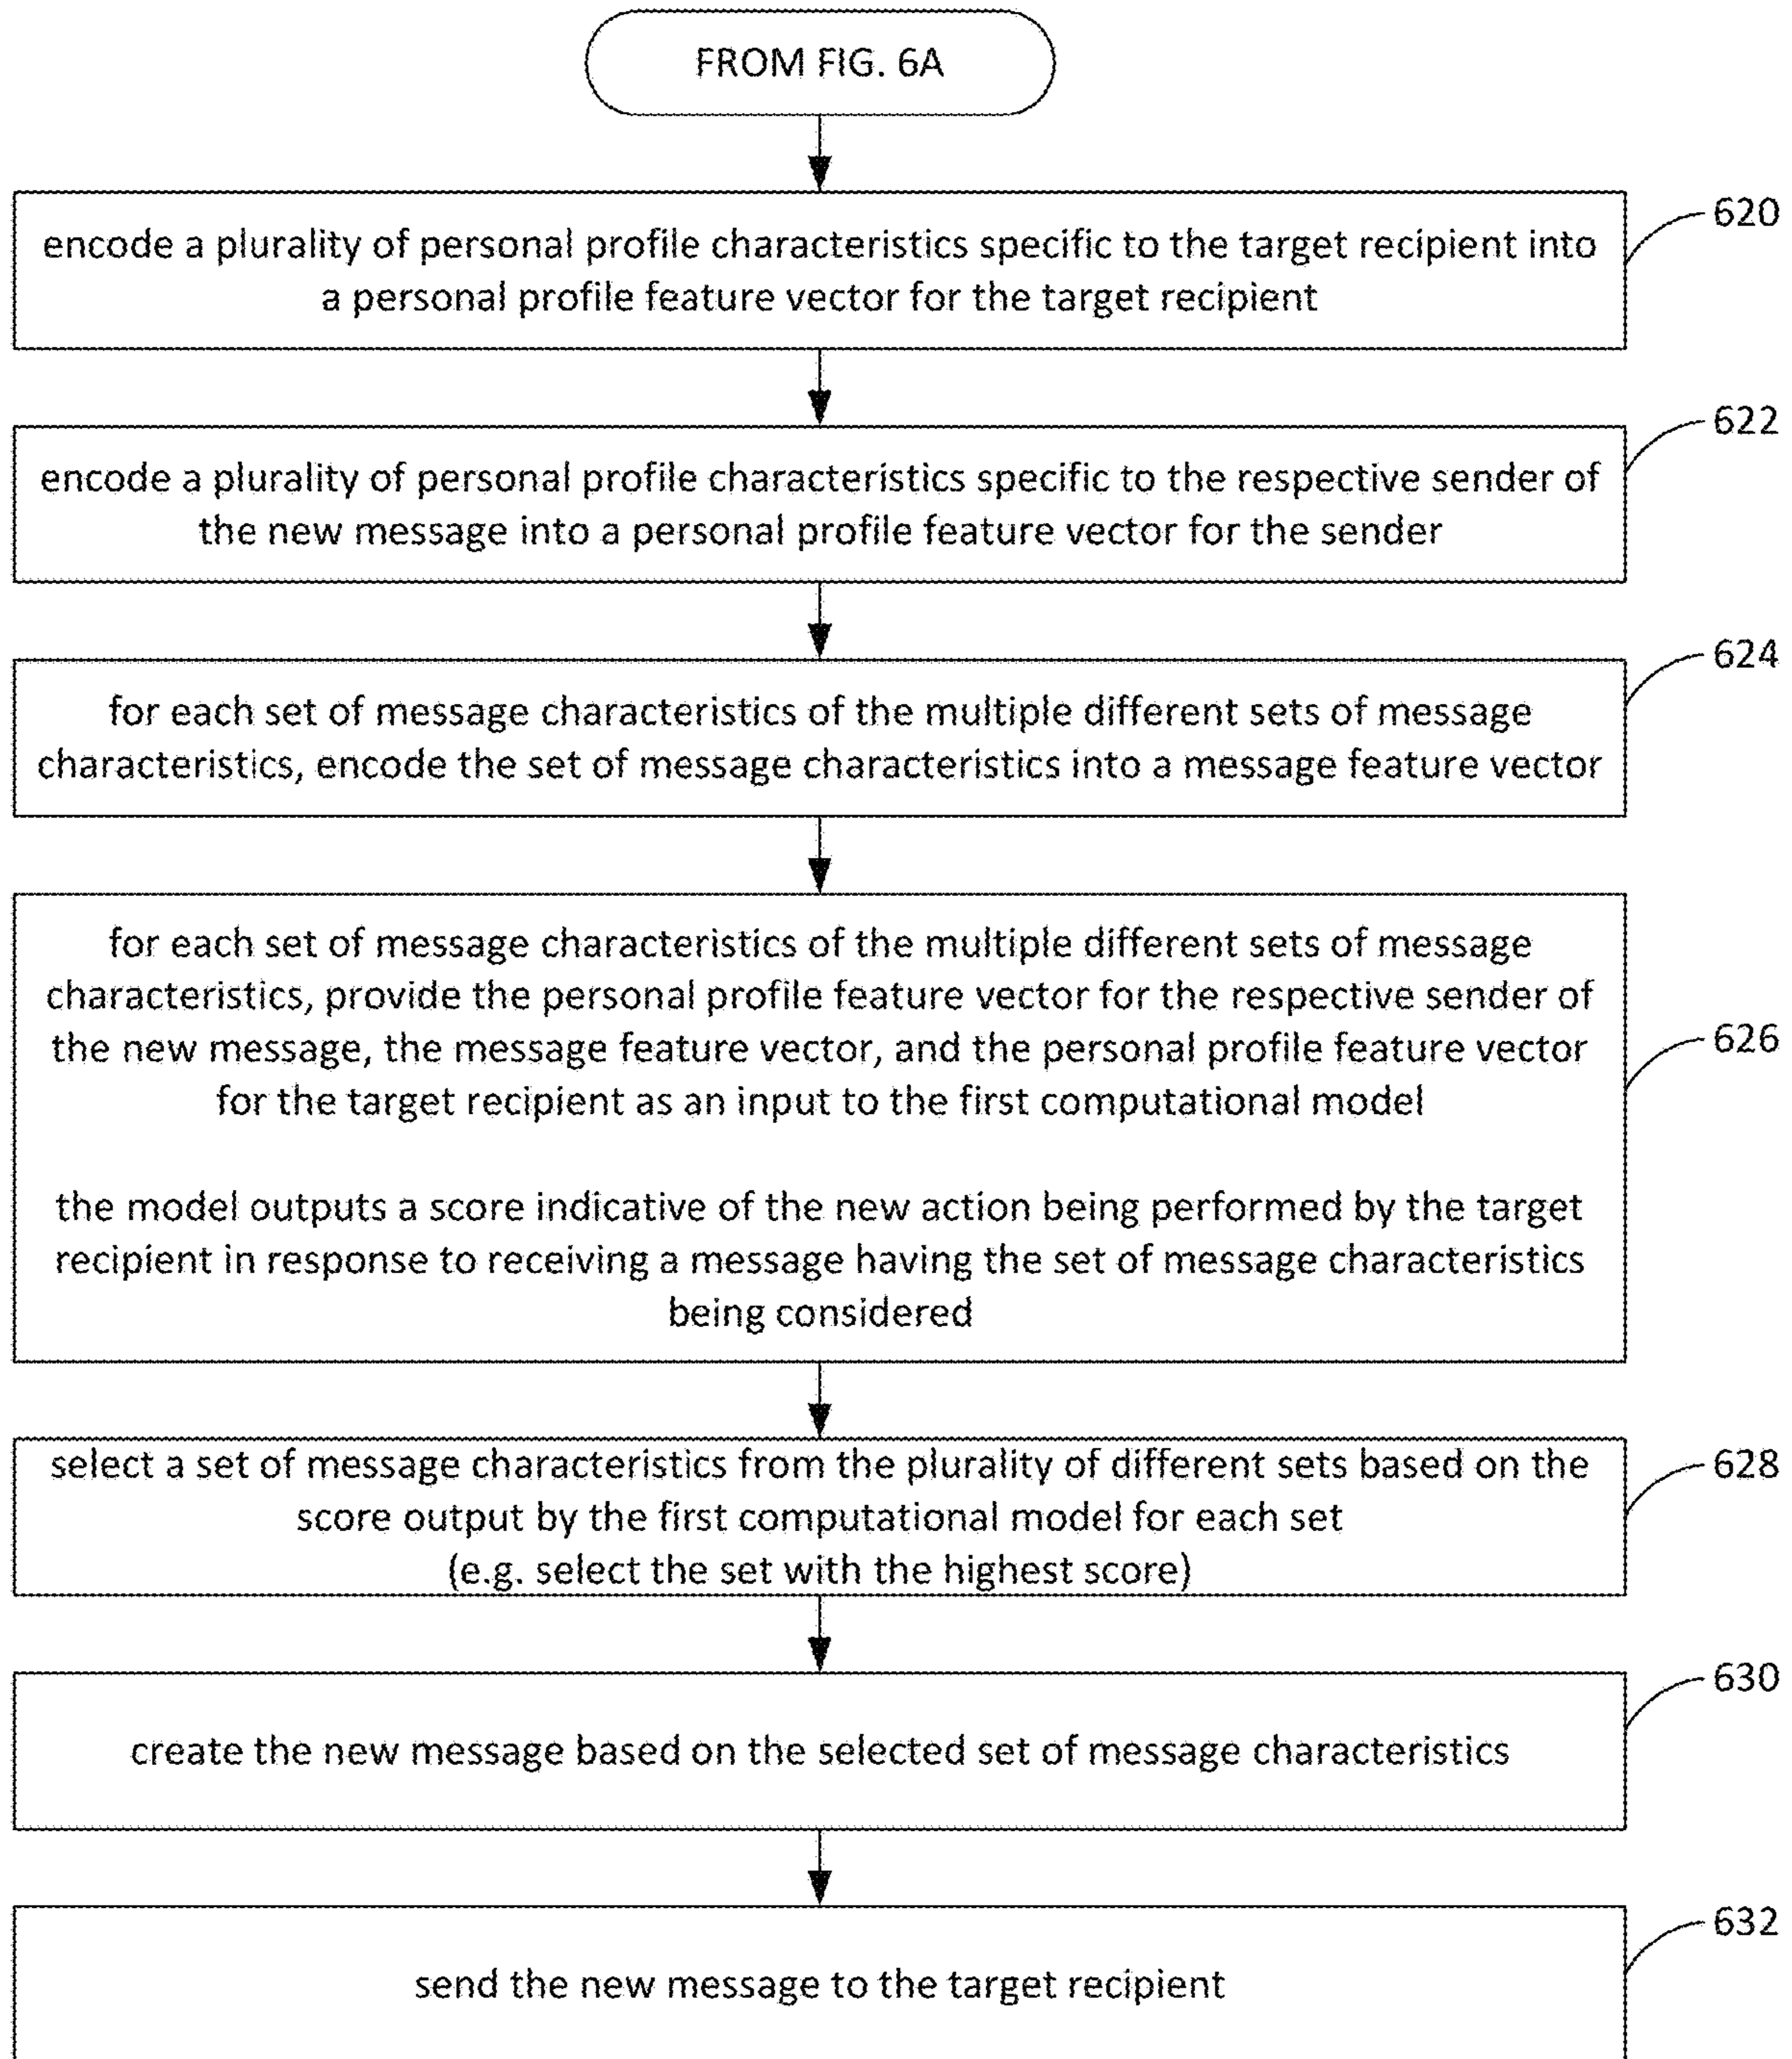 FROM FIG. 6A
620
encode a plurality of personal profile characteristics specific to the target recipient into
a personal profile feature vector for the target recipient
622
encode a plurality of personal profile characteristics specific to the respective sender of
the new message into a personal profile feature vector for the sender
624
for each set of message characteristics of the multiple different sets of message
characteristics, encode the set of message characteristics into a message feature vector
626
for each set of message characteristics of the multiple different sets of message
characteristics, provide the personal profile feature vector for the respective sender of
the new message, the message feature vector, and the personal profile feature vector
for the target recipient as an input to the first computational model
the model outputs a score indicative of the new action being performed by the target
recipient in response to receiving a message having the set of message characteristics
being considered
628
select a set of message characteristics from the plurality of different sets based on the
score output by the first computational model for each set
(e.g. select the set with the highest score)
630
create the new message based on the selected set of message characteristics
632
send the new message to the target recipient